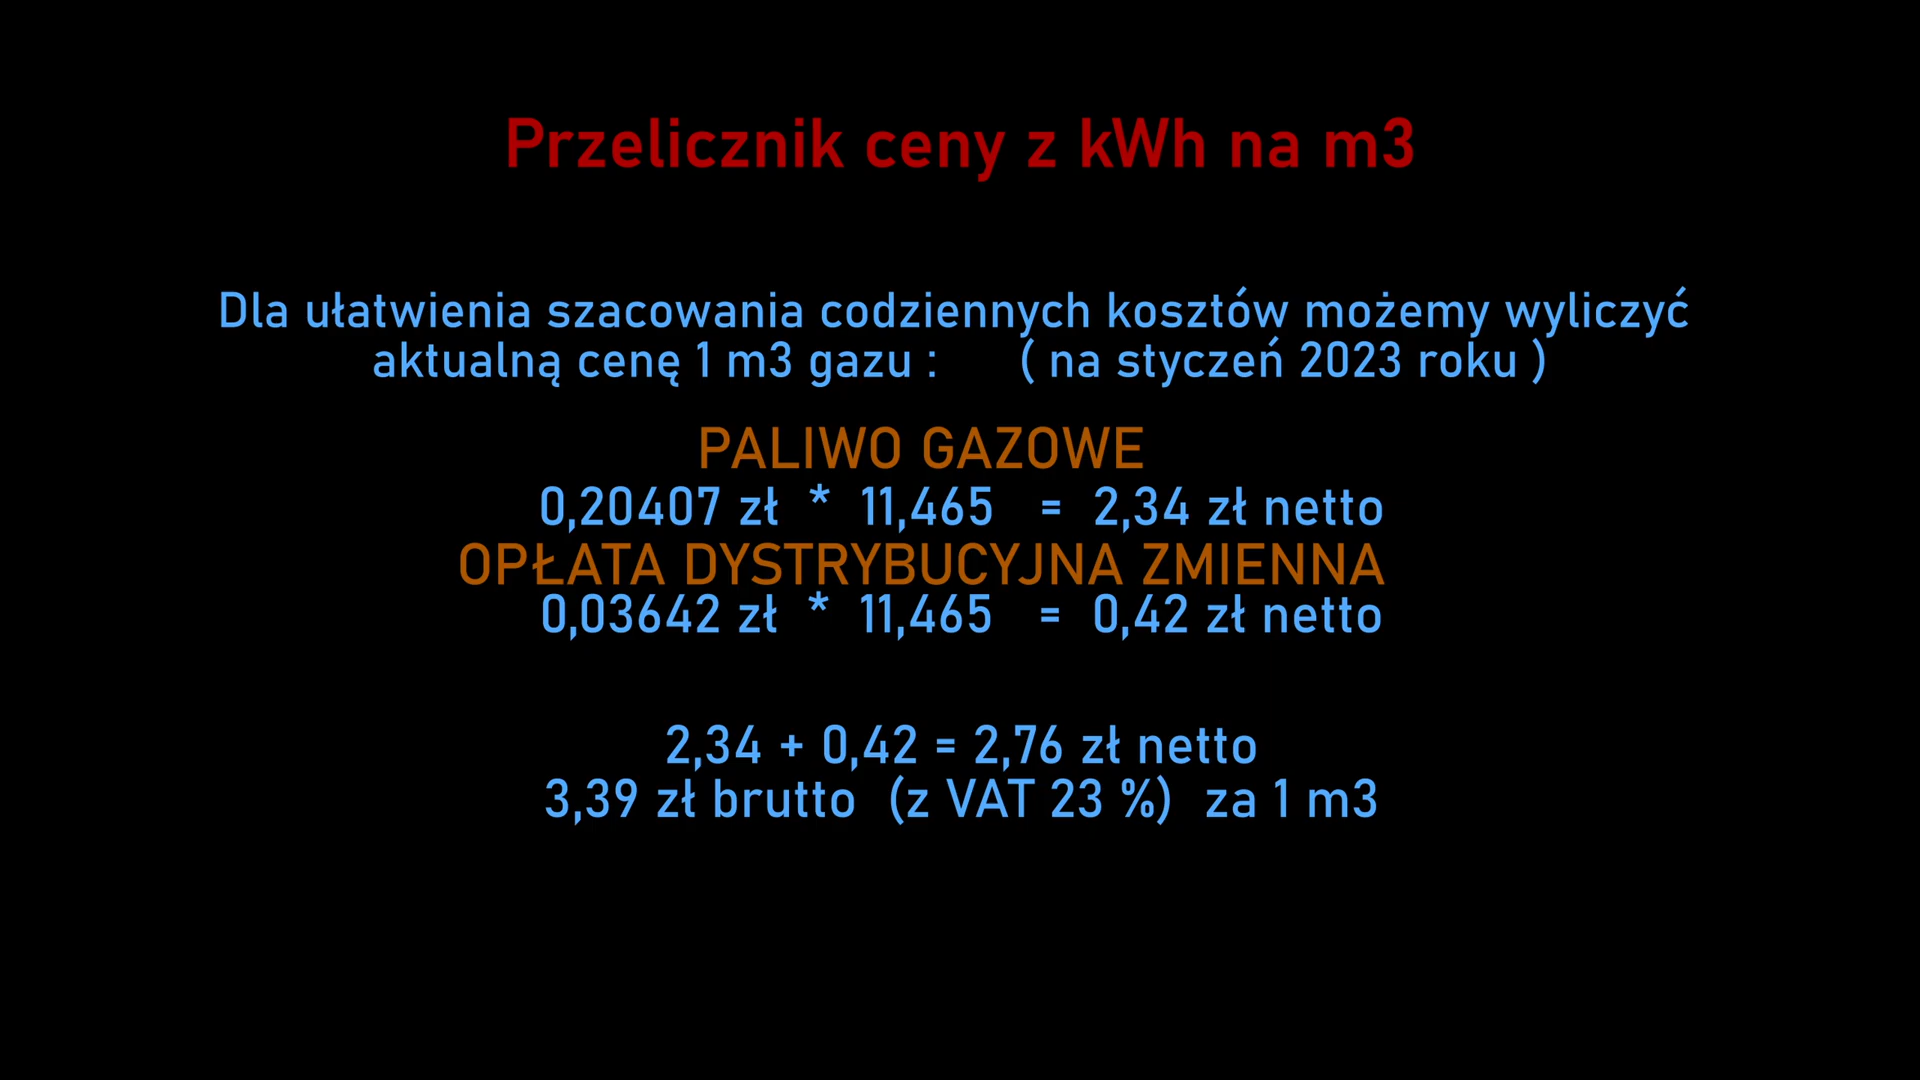 Przelicznik ceny z kWh na m3
Dla ułatwienia szacowania codziennych kosztów możemy wyliczyć
aktualną cenę 1 m3 gazu : ( na styczeń 2023 roku )
PALIWO GAZOWE
0,20407 zł * 11,465 = 2,34 zł netto
OPŁATA DYSTRYBUCYJNA ZMIENNA
0,03642 zł * 11,465 = 0,42 zł netto
2,34 + 0,42 = 2,76 zł netto
3,39 zł brutto (z VAT 23 %) za 1 m3